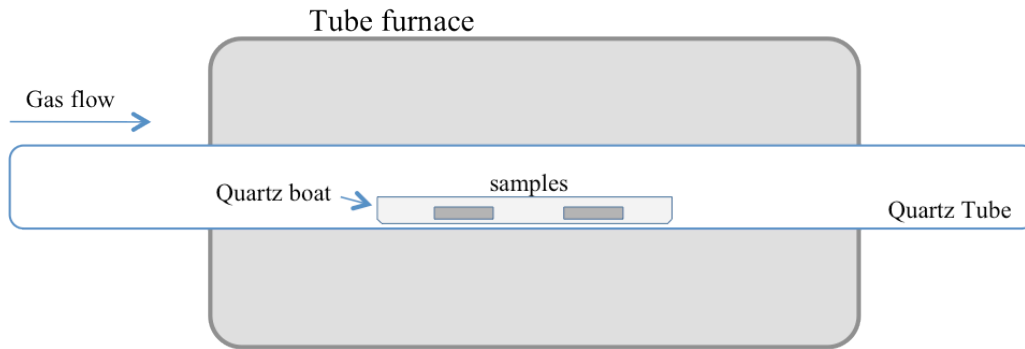 Tube furnace
Gas flow
samples
Quartz boat
Quartz Tube